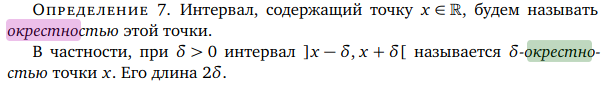 Определение 7. Интервал, содержащий точку x ∈ ℝ, будем называть
окрестностью этой точки.
В частности, при δ > 0 интервал ]x − δ, x + δ[ называется δ-окрестно-
стью точки x. Его длина 2δ.